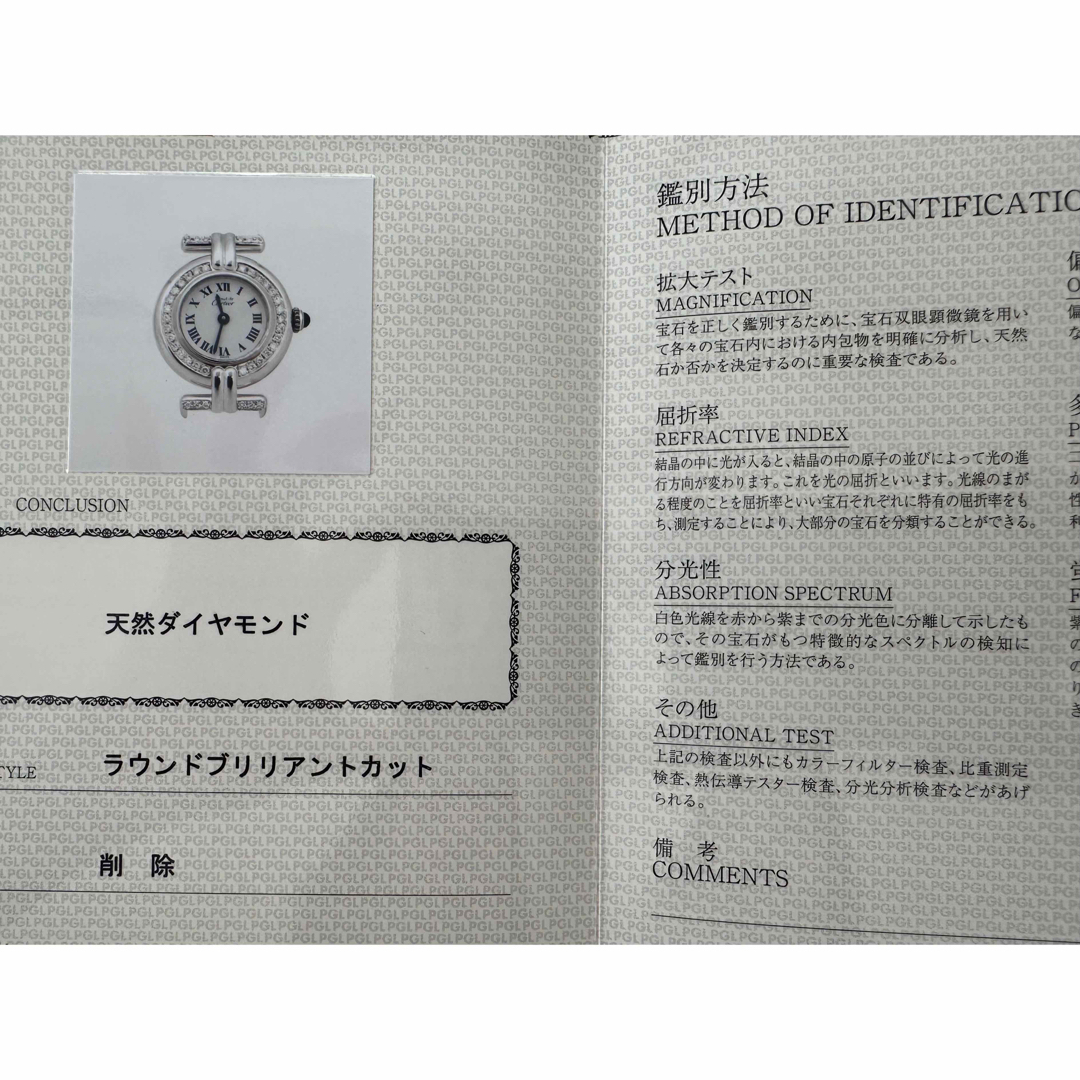 CONCLUSION
天然ダイヤモンド
TYLE
ラウンドブリリアントカット
削 除
鑑別方法
METHOD OF IDENTIFICATIO
拡大テスト
MAGNIFICATION
宝石を正しく鑑別するために、宝石双眼顕微鏡を用い
て各々の宝石内における内包物を明確に分析し、天然
石か否かを決定するのに重要な検査である。
屈折率
REFRACTIVE INDEX
結晶の中に光が入ると、結晶の中の原子の並びによって光の進
行方向が変わります。これを光の屈折といいます。光線のまが
る程度のことを屈折率といい宝石それぞれに特有の屈折率をも
ち、測定することにより、大部分の宝石を分類することができる。
分光性
ABSORPTION SPECTRUM
白色光線を赤から紫までの分光色に分離して示したも
ので、その宝石がもつ特徴的なスペクトルの検知に
よって鑑別を行う方法である。
その他
ADDITIONAL TEST
上記の検査以外にもカラーフィルター検査、比重測定
検査、熱伝導テスター検査、分光分析検査などがあげ
られる。
備 考
COMMENTS